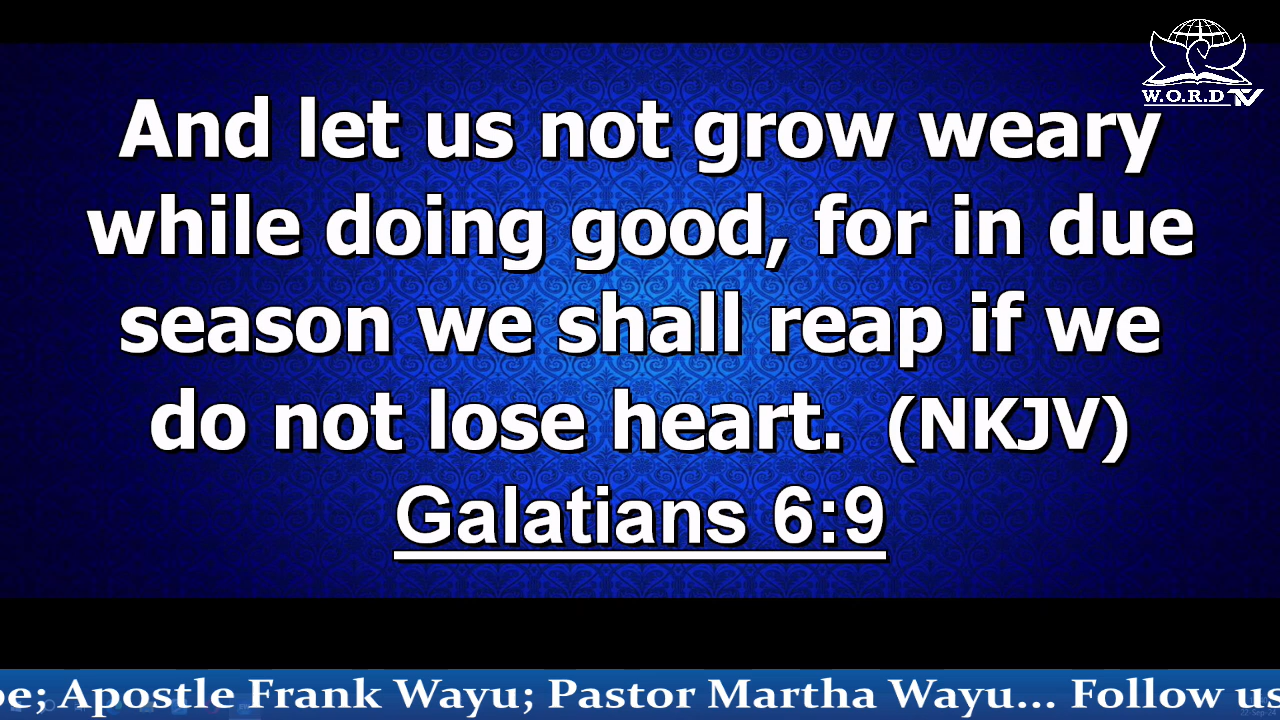 W.O.R.D TV
And let us not grow weary
while doing good, for in due
season we shall reap if we
do not lose heart. (NKJV)
Galatians 6:9
; Apostle Frank Wayu; Pastor Martha Wayu... Follow us